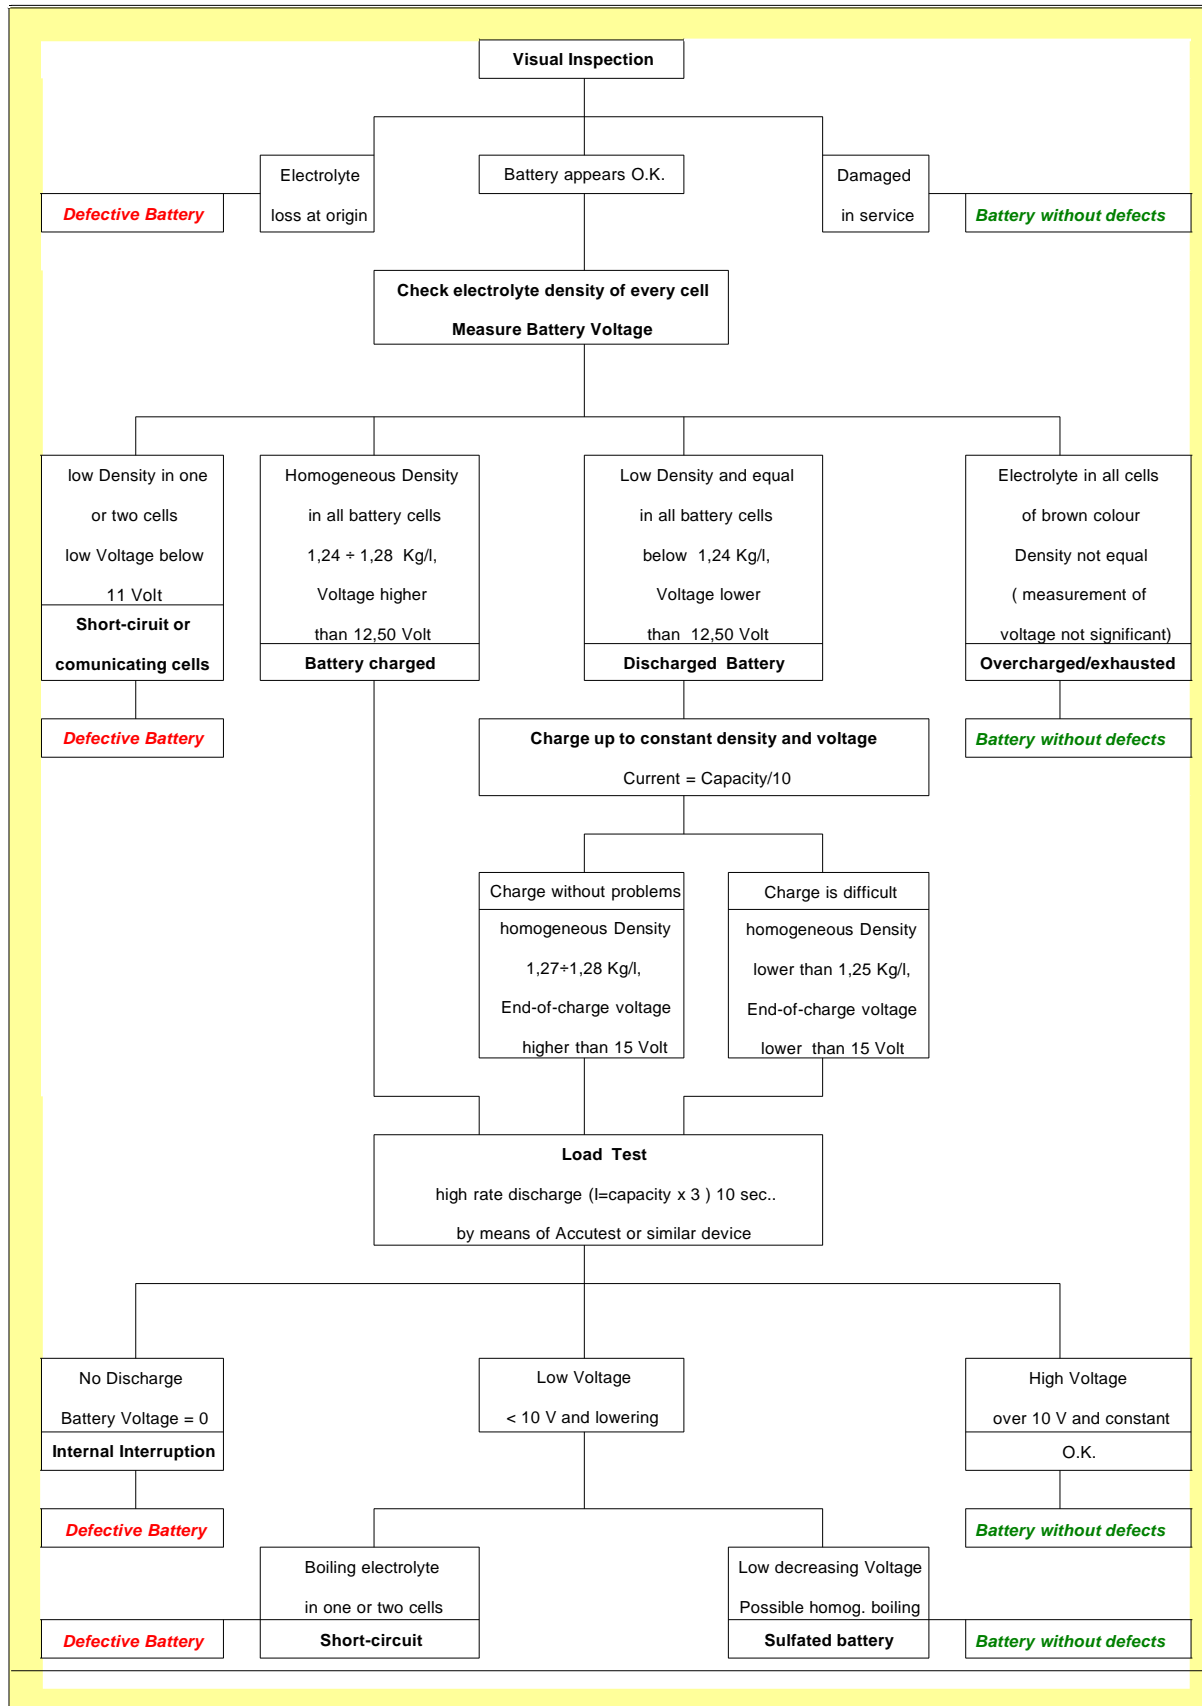 Visual Inspection
Electrolyte
loss at origin
Battery appears O.K.
Damaged
in service
Defective Battery
Battery without defects
Check electrolyte density of every cell
Measure Battery Voltage
low Density in one
or two cells
low Voltage below
11 Volt
Short-ciruit or
comunicating cells
Homogeneous Density
in all battery cells
1,24 ÷ 1,28 Kg/l,
Voltage higher
than 12,50 Volt
Battery charged
Low Density and equal
in all battery cells
below 1,24 Kg/l,
Voltage lower
than 12,50 Volt
Discharged Battery
Electrolyte in all cells
of brown colour
Density not equal
( measurement of
voltage not significant)
Overcharged/exhausted
Defective Battery
Charge up to constant density and voltage
Current = Capacity/10
Battery without defects
Charge without problems
homogeneous Density
1,27÷1,28 Kg/l,
End-of-charge voltage
higher than 15 Volt
Charge is difficult
homogeneous Density
lower than 1,25 Kg/l,
End-of-charge voltage
lower than 15 Volt
Load Test
high rate discharge (I=capacity x 3 ) 10 sec..
by means of Accutest or similar device
No Discharge
Battery Voltage = 0
Internal Interruption
Low Voltage
< 10 V and lowering
High Voltage
over 10 V and constant
O.K.
Defective Battery
Battery without defects
Boiling electrolyte
in one or two cells
Short-circuit
Low decreasing Voltage
Possible homog. boiling
Sulfated battery
Defective Battery
Battery without defects